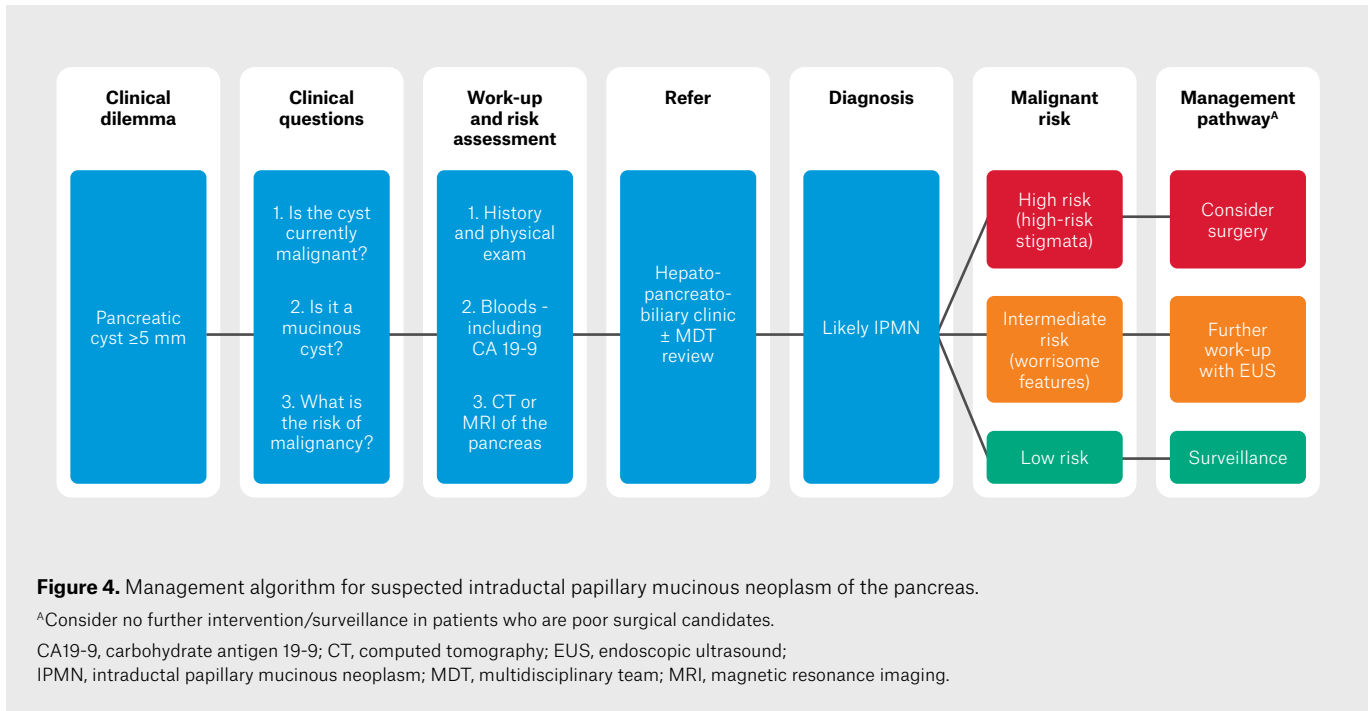 Clinical
dilemma
Pancreatic
cyst ≥5 mm
Clinical
questions
1. Is the cyst
currently
malignant?
2. Is it a
mucinous
cyst?
3. What is
the risk of
malignancy?
Work-up
and risk
assessment
1. History
and physical
exam
2. Bloods -
including
CA 19-9
3. CT or
MRI of the
pancreas
Refer
Hepato-
pancreato-
biliary clinic
± MDT
review
Diagnosis
Likely IPMN
Malignant
risk
High risk
(high-risk
stigmata)
Intermediate
risk
(worrisome
features)
Low risk
Management
pathwayᴬ
Consider
surgery
Further
work-up
with EUS
Surveillance
Figure 4. Management algorithm for suspected intraductal papillary mucinous neoplasm of the pancreas.
ᴬConsider no further intervention/surveillance in patients who are poor surgical candidates.
CA19-9, carbohydrate antigen 19-9; CT, computed tomography; EUS, endoscopic ultrasound;
IPMN, intraductal papillary mucinous neoplasm; MDT, multidisciplinary team; MRI, magnetic resonance imaging.